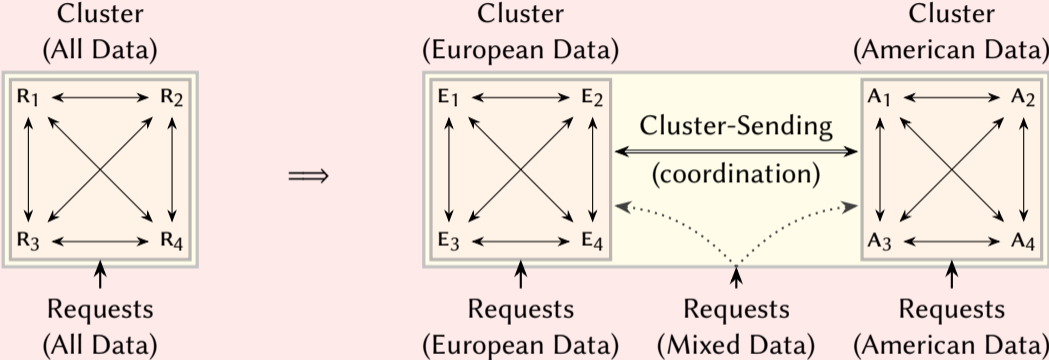 Cluster
(All Data)
R1 R2
R3 R4
Requests
(All Data)
⟹
Cluster
(European Data)
E1 E2
E3 E4
Requests
(European Data)
Cluster-Sending
(coordination)
Requests
(Mixed Data)
Cluster
(American Data)
A1 A2
A3 A4
Requests
(American Data)